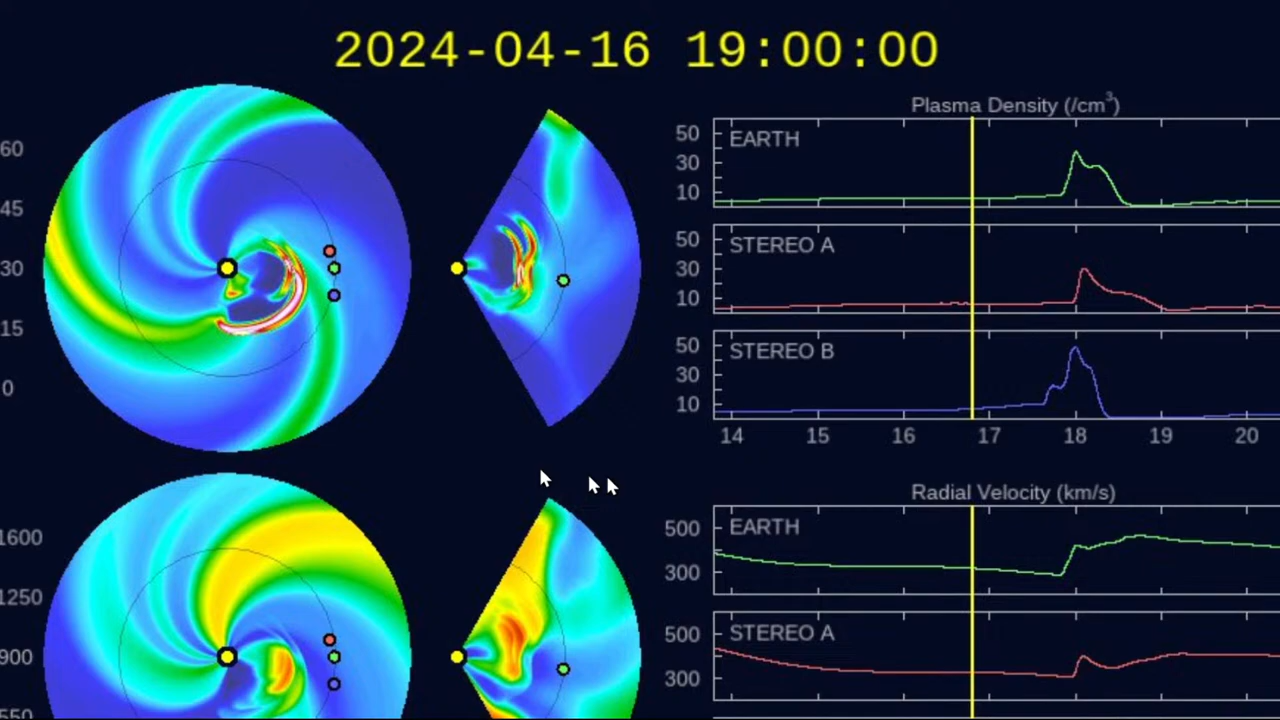 2024-04-16 19:00:00
Plasma Density (/cm³)
60
45
30
15
0
EARTH
50
30
10
STEREO A
50
30
10
STEREO B
50
30
10
14 15 16 17 18 19 20
Radial Velocity (km/s)
1600
1250
900
550
EARTH
500
300
STEREO A
500
300